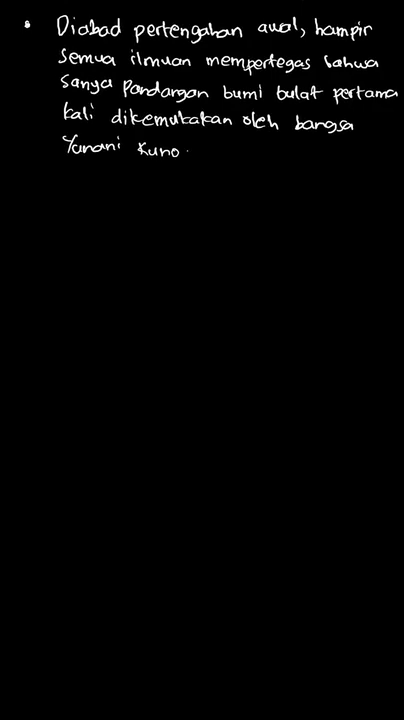 • Diabad pertengahan awal, hampir
semua ilmuan mempertegas bahwa
sanya pandangan bumi bulat pertama
kali dikemukakan oleh bangsa
Yunani Kuno.